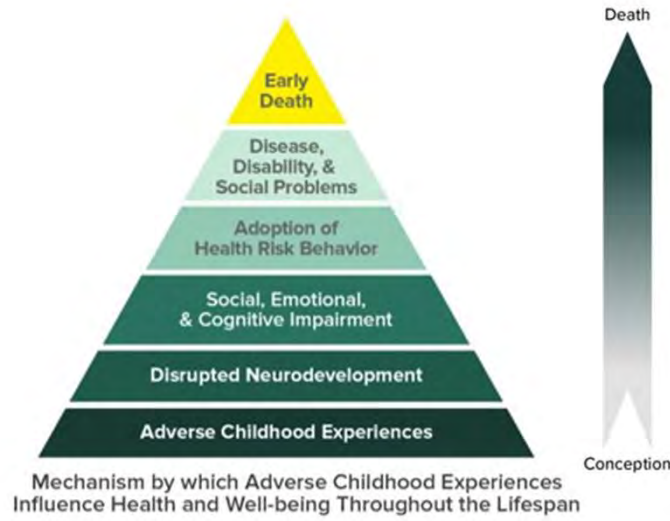 Death
Early
Death
Disease,
Disability, &
Social Problems
Adoption of
Health Risk Behavior
Social, Emotional,
& Cognitive Impairment
Disrupted Neurodevelopment
Adverse Childhood Experiences
Conception
Mechanism by which Adverse Childhood Experiences
Influence Health and Well-being Throughout the Lifespan